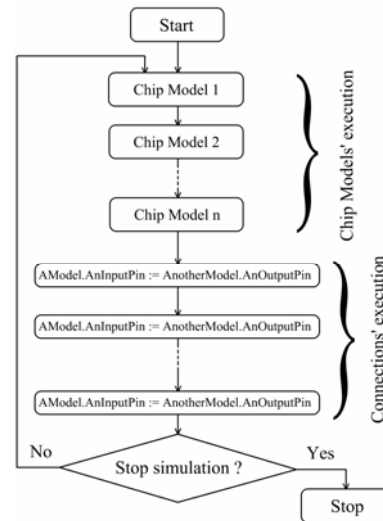 Start
Chip Model 1
Chip Model 2
Chip Model n
Chip Models' execution
AModel.AnInputPin := AnotherModel.AnOutputPin
AModel.AnInputPin := AnotherModel.AnOutputPin
AModel.AnInputPin := AnotherModel.AnOutputPin
Connections' execution
No
Stop simulation ?
Yes
Stop